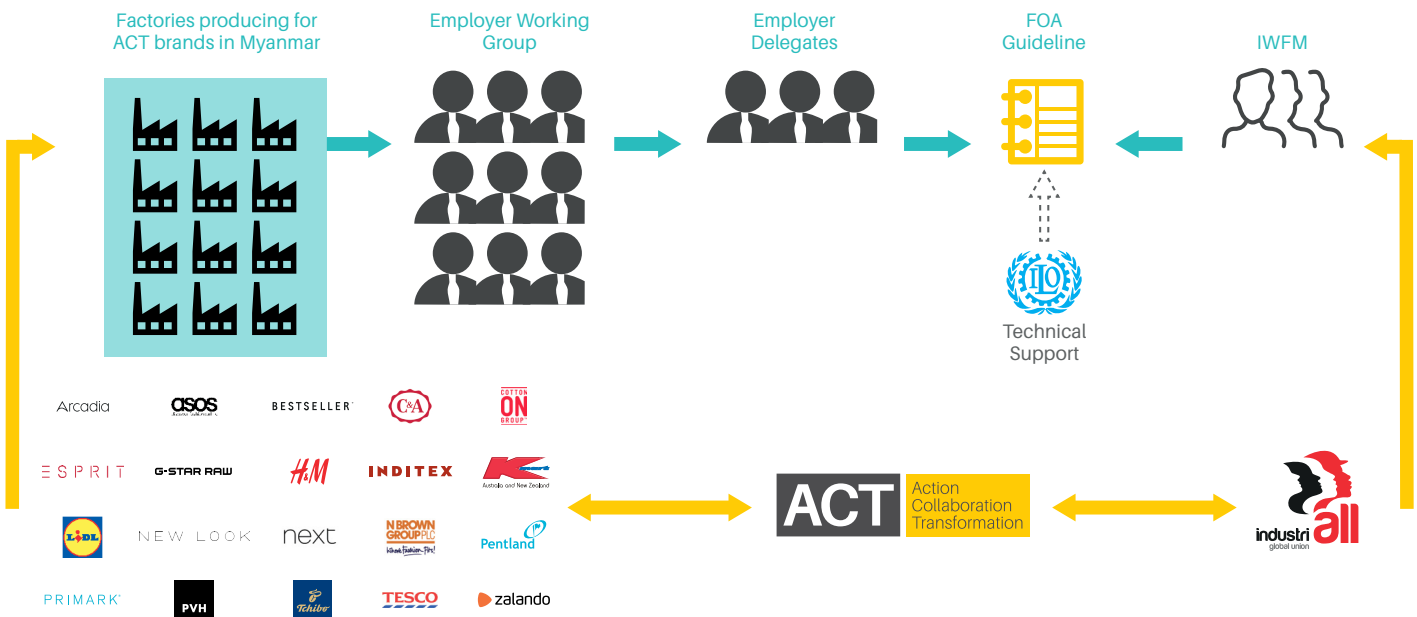 Factories producing for
ACT brands in Myanmar
Employer Working
Group
Employer
Delegates
FOA
Guideline
IWFM
ILO
Technical
Support
Arcadia
asos
BESTSELLER
C&A
COTTON
ON
GROUP
ESPRIT
G-STAR RAW
H&M
INDITEX
Kmart
Australia and New Zealand
LIDL
NEW LOOK
next
N BROWN
GROUP PLC
Pentland
ACT
Action
Collaboration
Transformation
industriall
global union
PRIMARK
PVH
Tchibo
TESCO
zalando